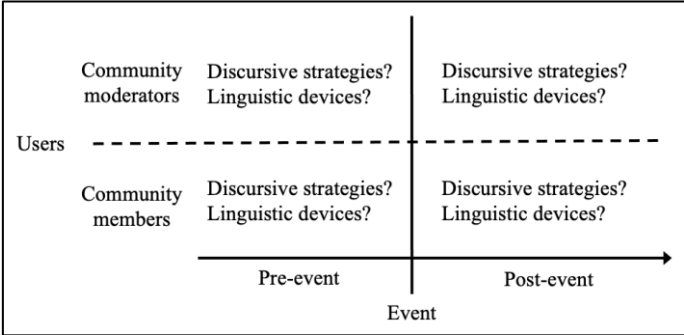 Community
moderators
Discursive strategies?
Linguistic devices?
Discursive strategies?
Linguistic devices?
Users
Community
members
Discursive strategies?
Linguistic devices?
Discursive strategies?
Linguistic devices?
Pre-event
Post-event
Event